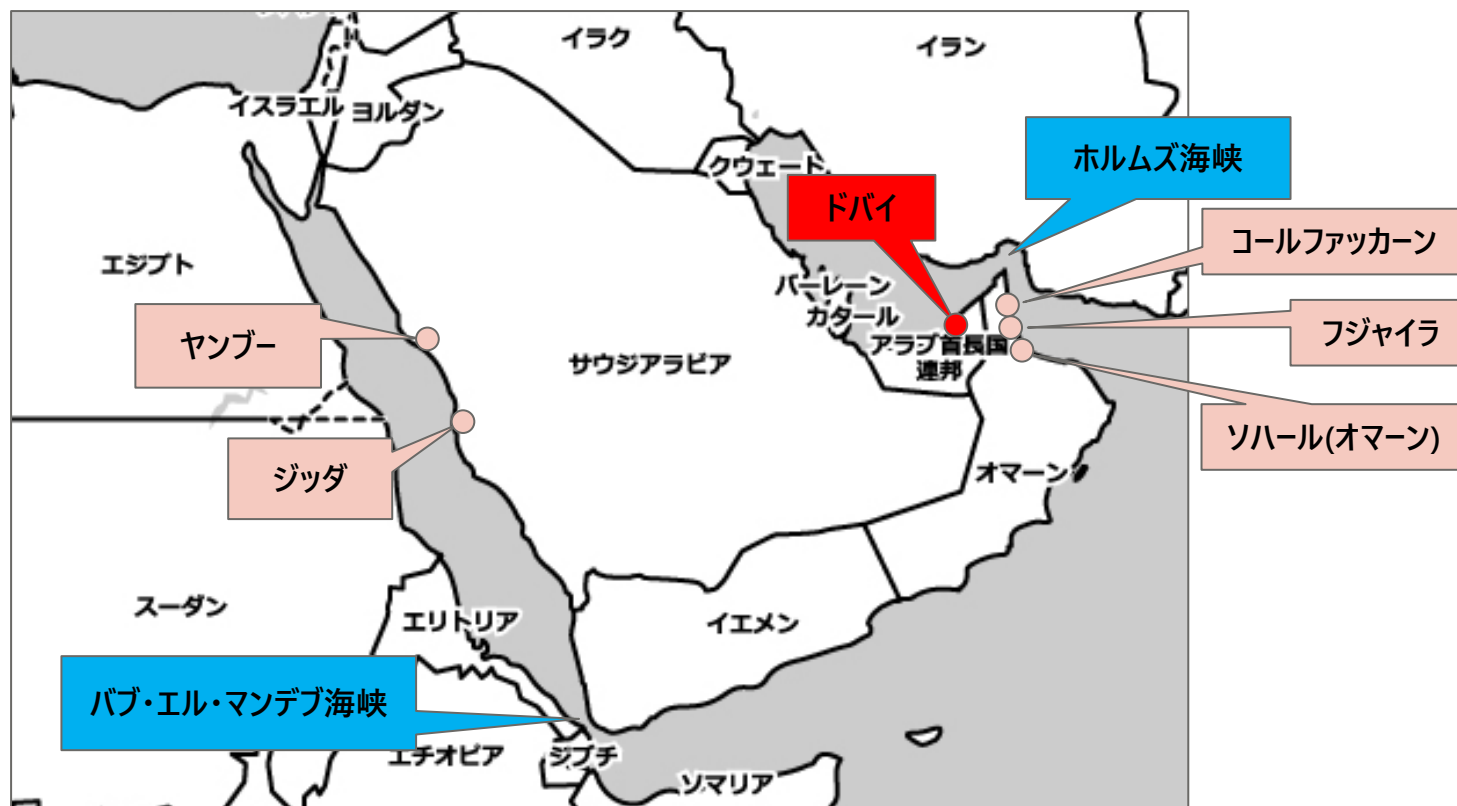 イラク
イラン
イスラエル
ヨルダン
ホルムズ海峡
クウェート
ドバイ
コールファッカーン
エジプト
バーレーン
カタール
ヤンブー
フジャイラ
アラブ首長国
連邦
サウジアラビア
ソハール(オマーン)
ジッダ
オマーン
スーダン
エリトリア
イエメン
バブ・エル・マンデブ海峡
エチオピア
ジブチ
ソマリア